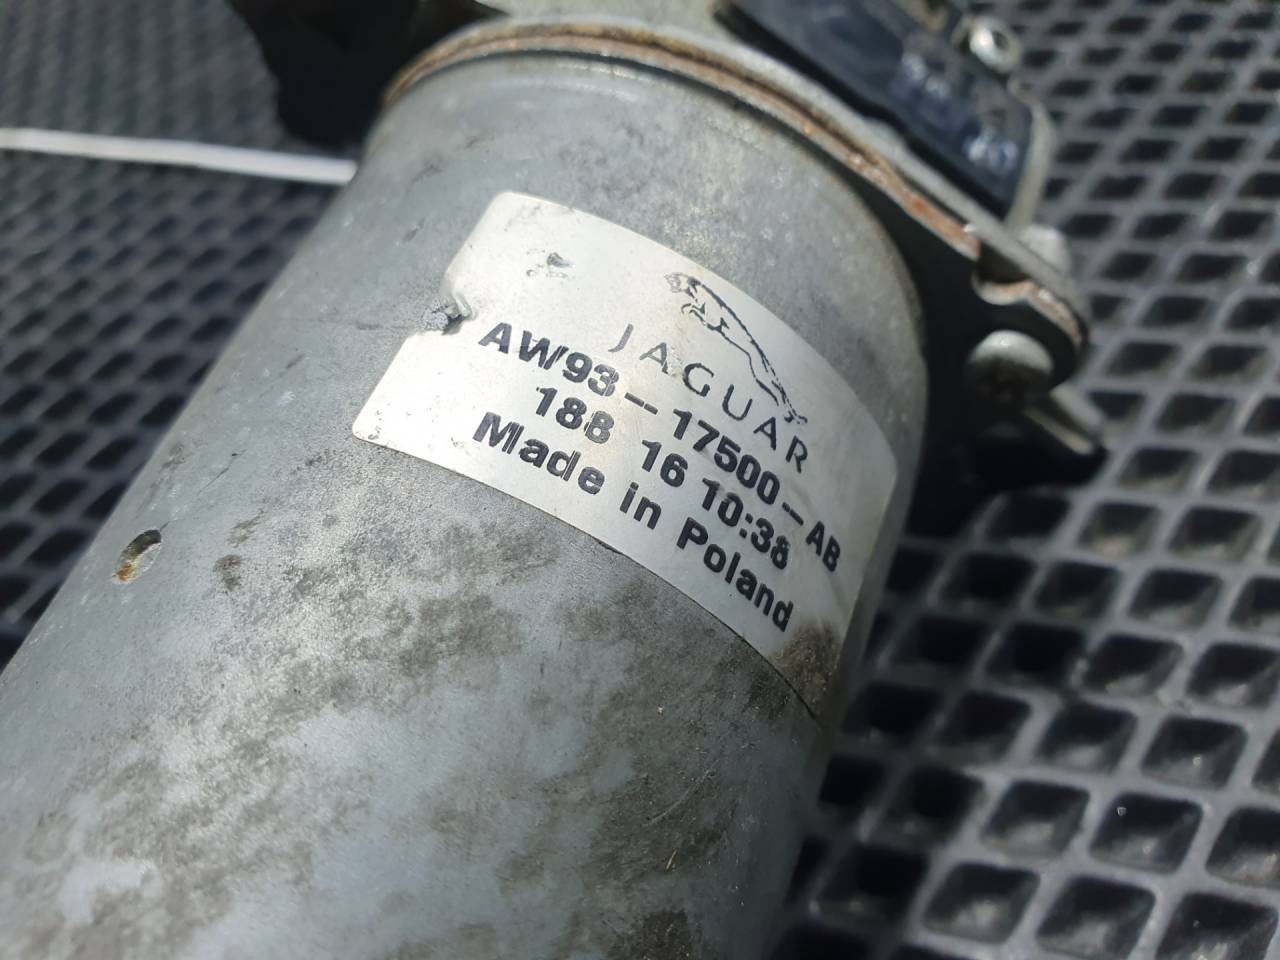 JAGUAR
AW93-17500-AB
188 16 10:38
Made in Poland